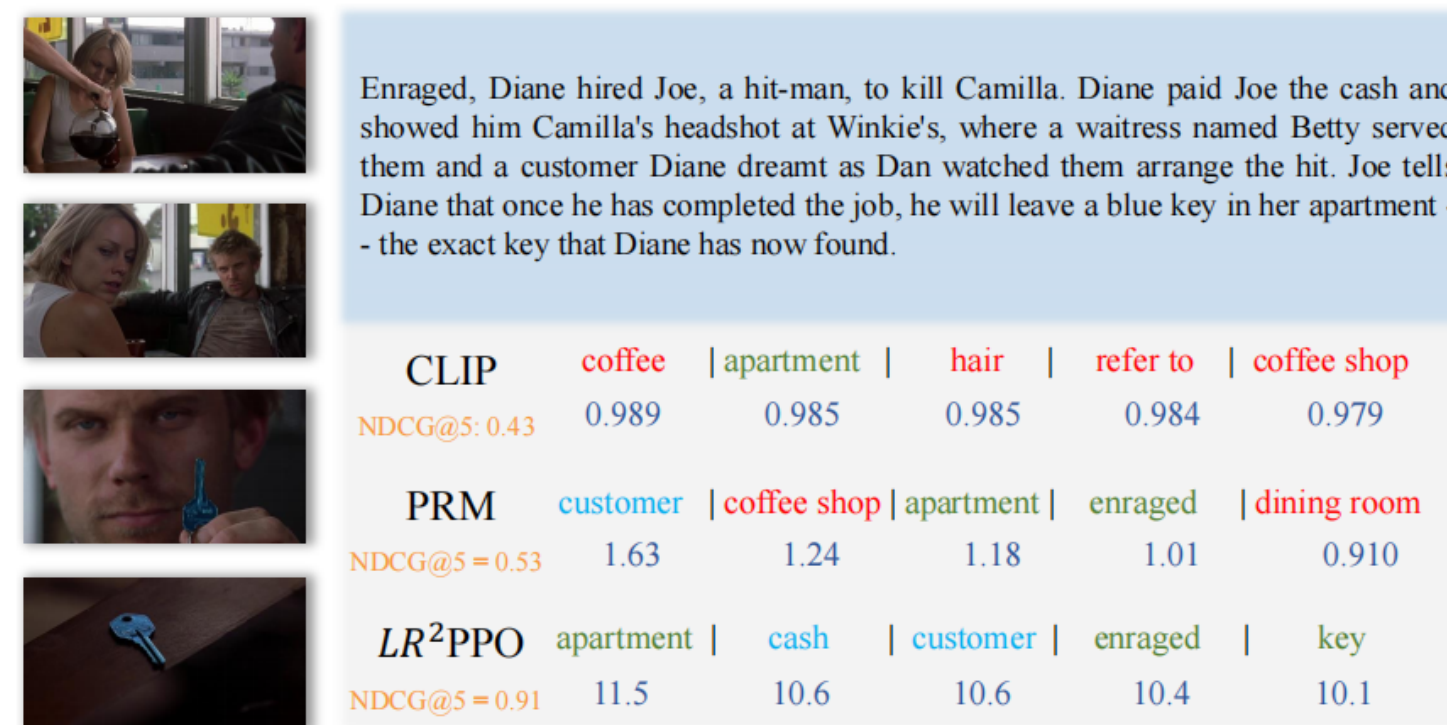 Enraged, Diane hired Joe, a hit-man, to kill Camilla. Diane paid Joe the cash and
showed him Camilla's headshot at Winkie's, where a waitress named Betty served
them and a customer Diane dreamt as Dan watched them arrange the hit. Joe tells
Diane that once he has completed the job, he will leave a blue key in her apartment
- the exact key that Diane has now found.
CLIP coffee | apartment | hair | refer to | coffee shop
NDCG@5: 0.43 0.989 0.985 0.985 0.984 0.979
PRM customer | coffee shop | apartment | enraged | dining room
NDCG@5 = 0.53 1.63 1.24 1.18 1.01 0.910
LR²PPO apartment | cash | customer | enraged | key
NDCG@5 = 0.91 11.5 10.6 10.6 10.4 10.1